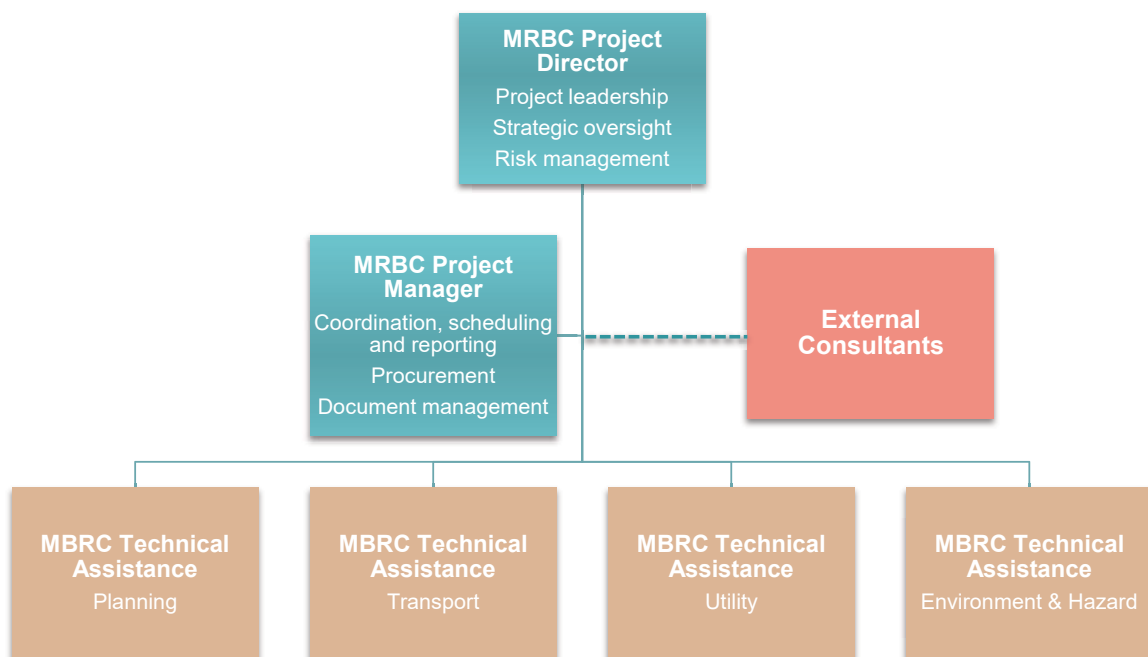 MRBC Project
Director
Project leadership
Strategic oversight
Risk management
MRBC Project
Manager
Coordination, scheduling
and reporting
Procurement
Document management
External
Consultants
MBRC Technical
Assistance
Planning
MBRC Technical
Assistance
Transport
MBRC Technical
Assistance
Utility
MBRC Technical
Assistance
Environment & Hazard